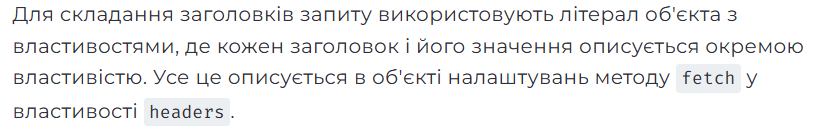 Для складання заголовків запиту використовують літерал об'єкта з
властивостями, де кожен заголовок і його значення описується окремою
властивістю. Усе це описується в об'єкті налаштувань методу fetch у
властивості headers.